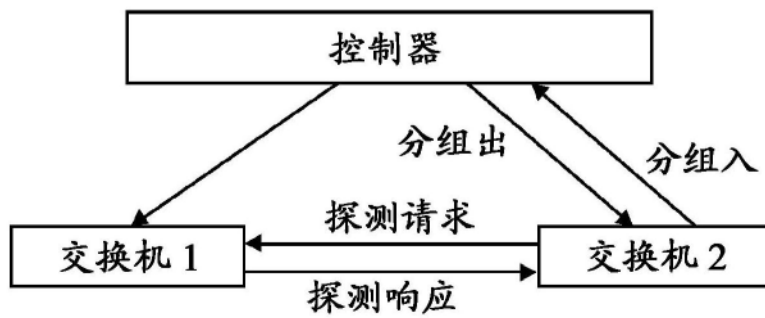 控制器
分组出
分组入
探测请求
交换机 1
交换机 2
探测响应